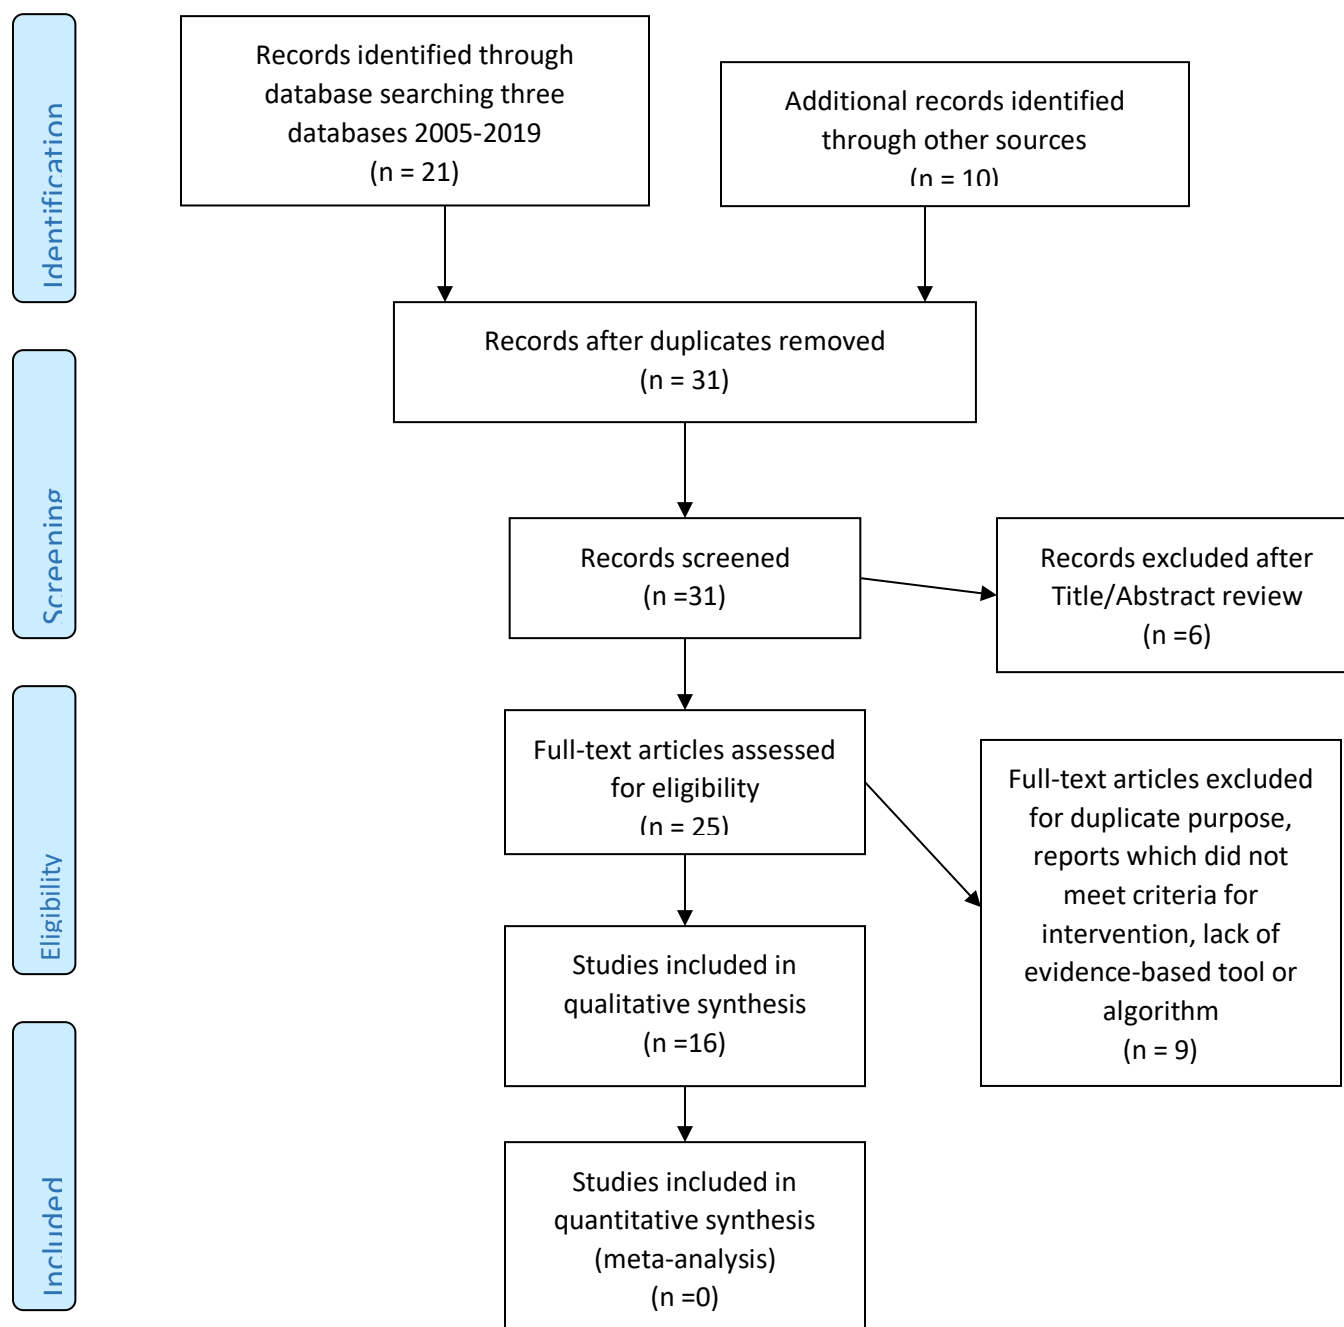 Identification
Records identified through
database searching three
databases 2005-2019
(n = 21)
Additional records identified
through other sources
(n = 10)
Records after duplicates removed
(n = 31)
Screening
Records screened
(n =31)
Records excluded after
Title/Abstract review
(n =6)
Eligibility
Full-text articles assessed
for eligibility
(n = 25)
Full-text articles excluded
for duplicate purpose,
reports which did not
meet criteria for
intervention, lack of
evidence-based tool or
algorithm
(n = 9)
Studies included in
qualitative synthesis
(n =16)
Included
Studies included in
quantitative synthesis
(meta-analysis)
(n =0)